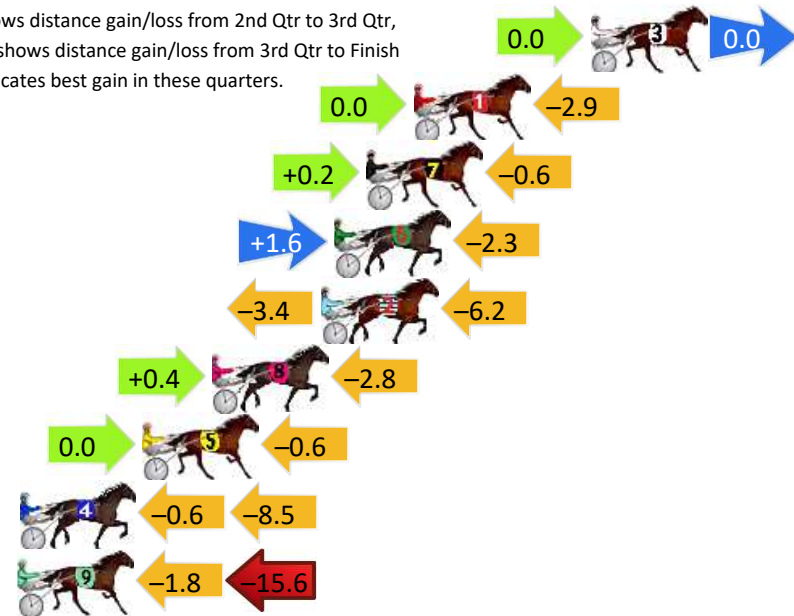 ws distance gain/loss from 2nd Qtr to 3rd Qtr,
shows distance gain/loss from 3rd Qtr to Finish
cates best gain in these quarters.
0.0 3 0.0
0.0 1 –2.9
+0.2 7 –0.6
+1.6 6 –2.3
–3.4 2 –6.2
+0.4 8 –2.8
0.0 5 –0.6
4 –0.6 –8.5
9 –1.8 –15.6